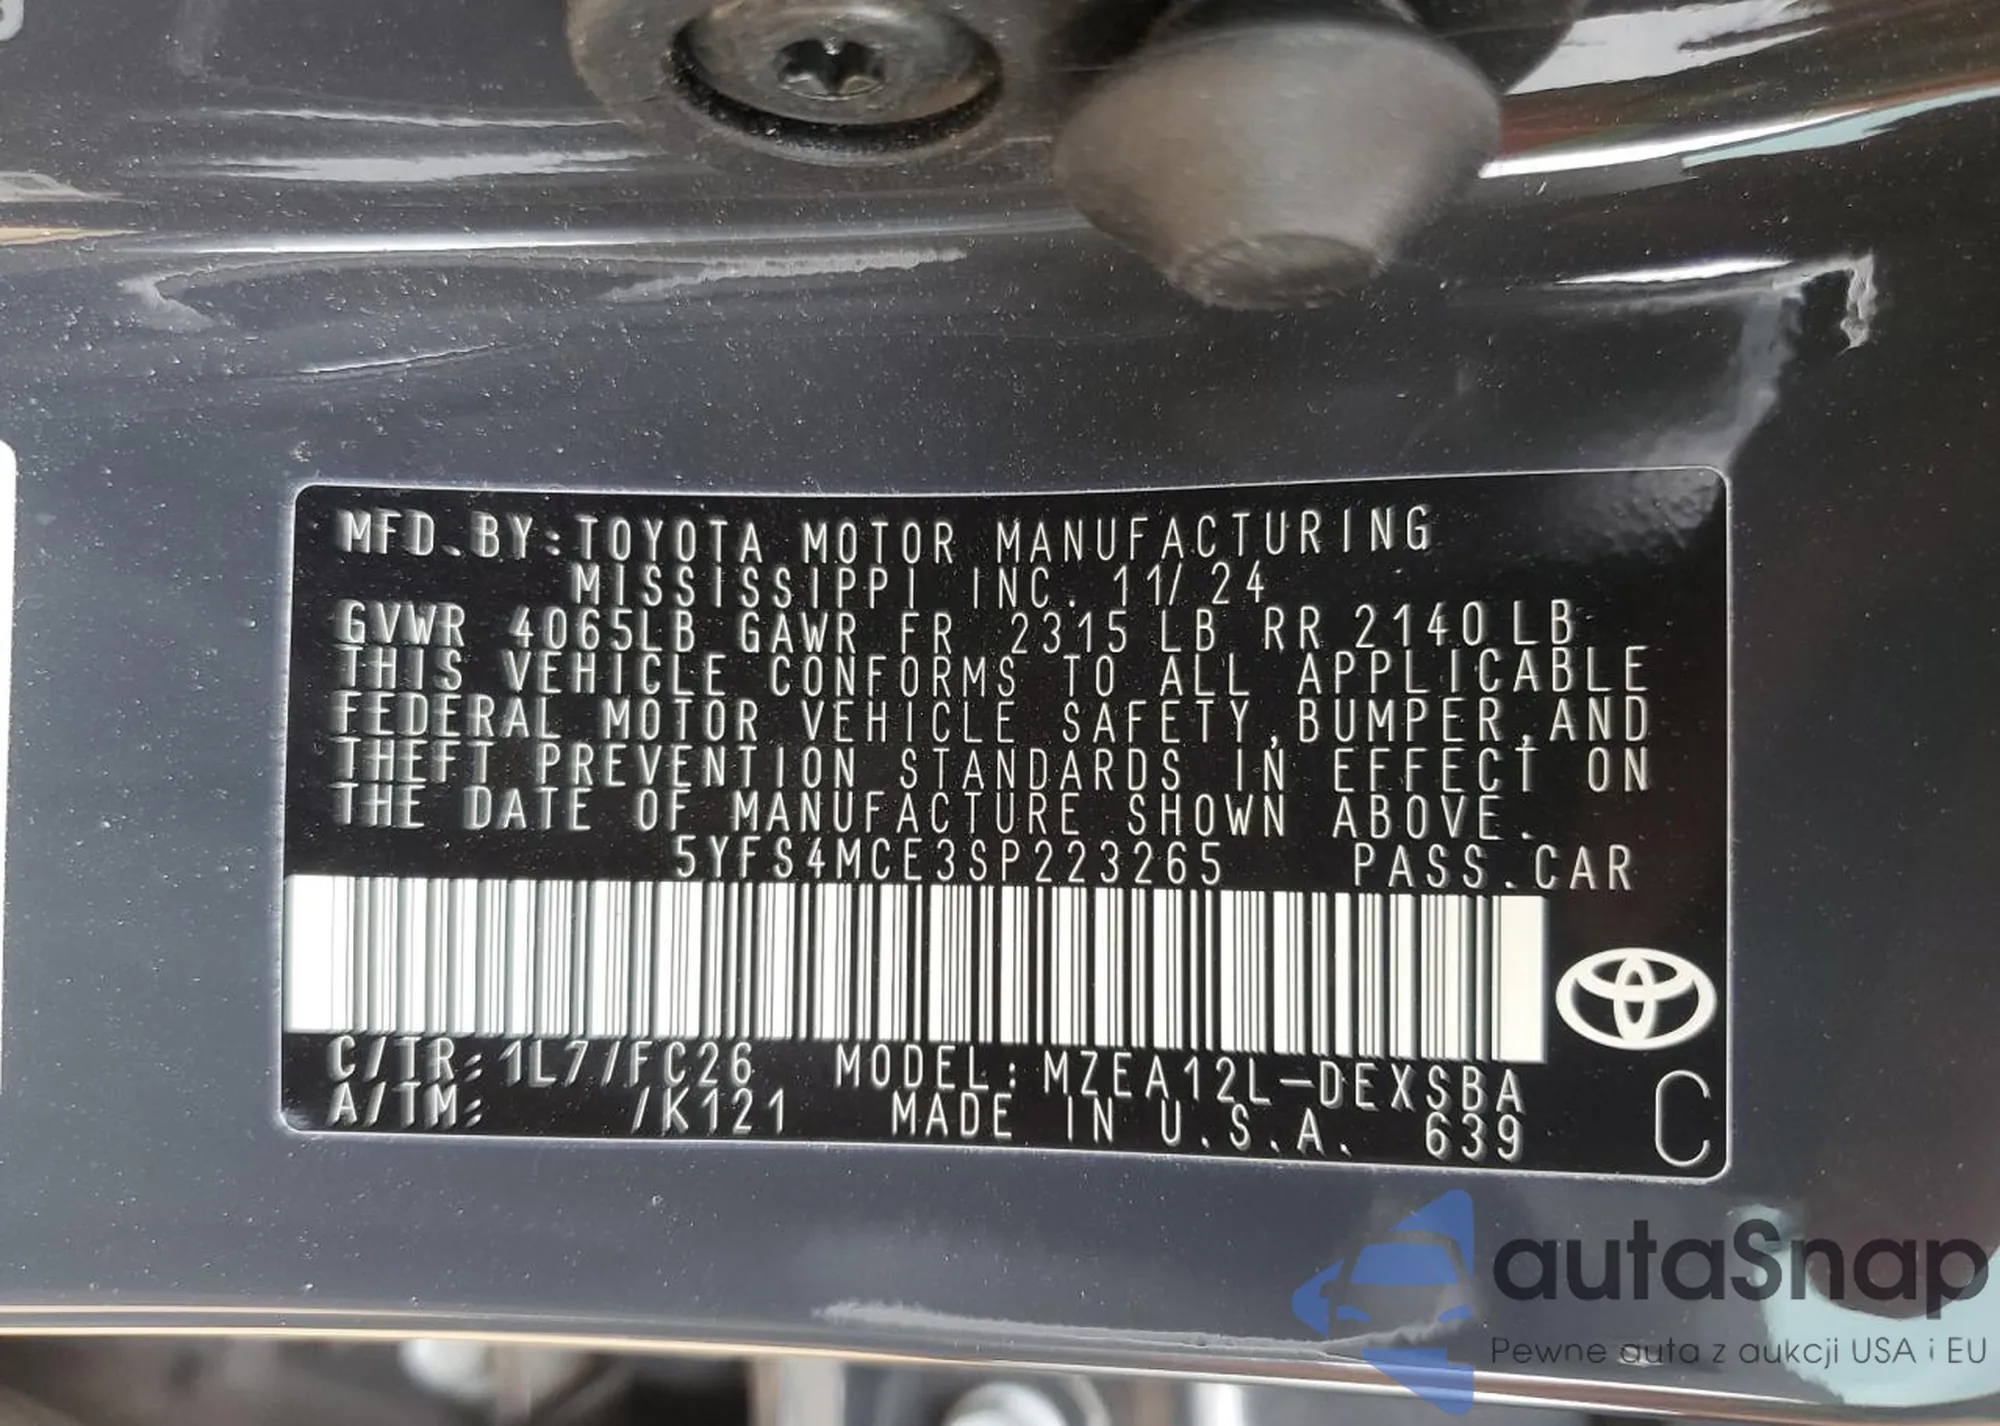 MFD. BY: TOYOTA MOTOR MANUFACTURING
MISSISSIPPI INC. 11/24
GVWR 4065LB GAWR FR 2315 LB RR 2140 LB
THIS VEHICLE CONFORMS TO ALL APPLICABLE
FEDERAL MOTOR VEHICLE SAFETY, BUMPER, AND
THEFT PREVENTION STANDARDS IN EFFECT ON
THE DATE OF MANUFACTURE SHOWN ABOVE.
5YFS4MCE3SP223265 PASS. CAR
C/TR: 1L7/FC26 MODEL: MZEA12L-DEXSBA
A/TM: /K121 MADE IN U.S.A. 639
C
autaSnap
Pewne auta z aukcji USA i EU